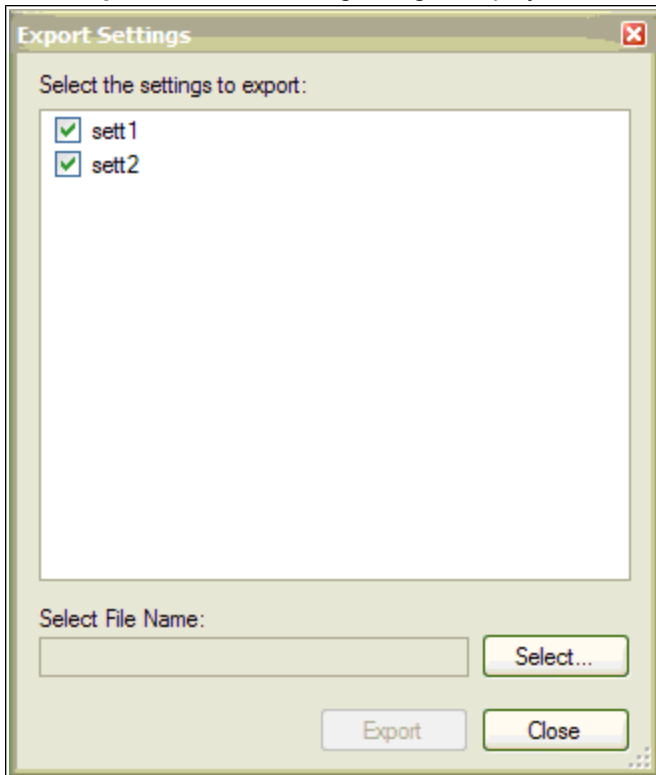 Export Settings
Select the settings to export:
sett1
sett2
Select File Name:
Select...
Export
Close